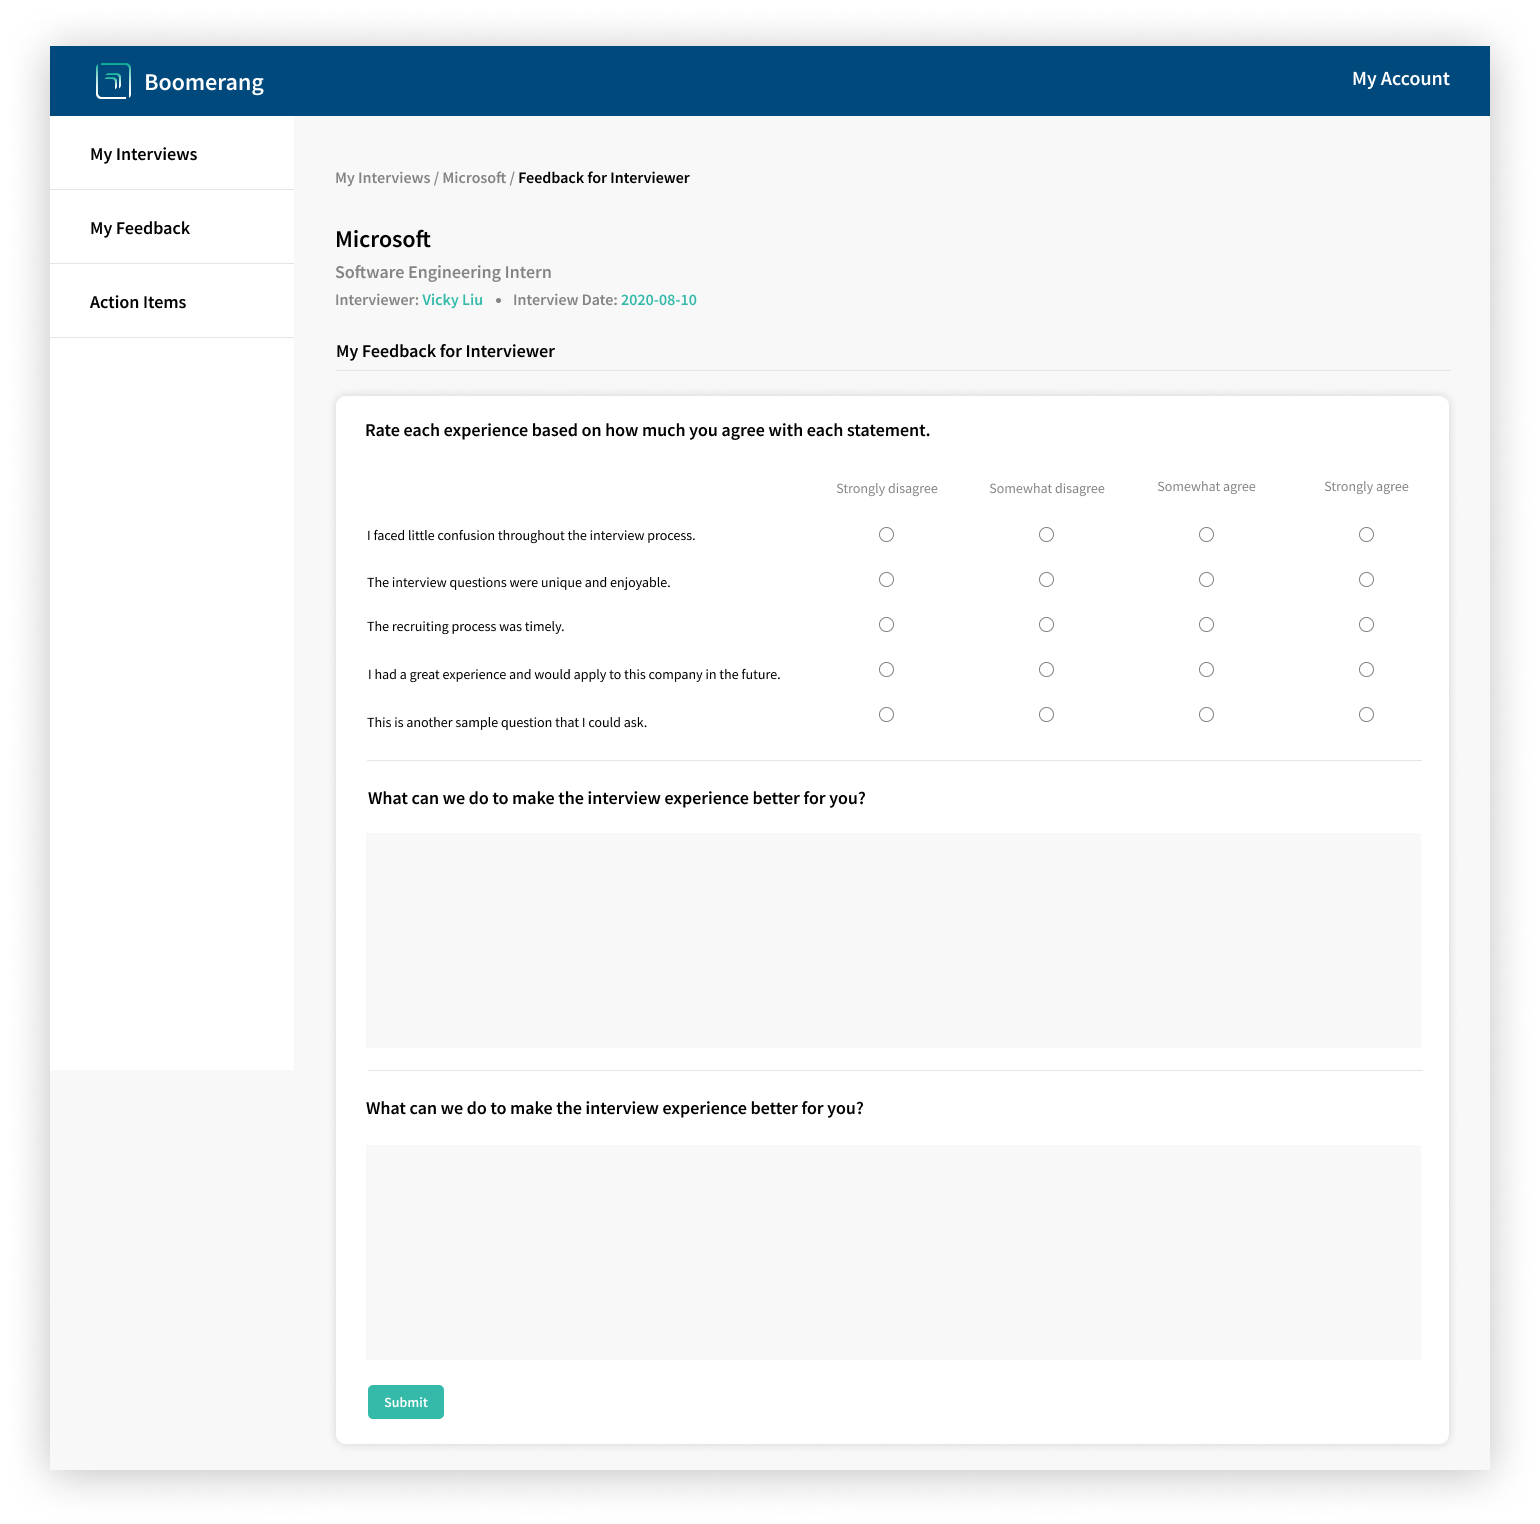 Boomerang
My Account
My Interviews
My Feedback
Action Items
My Interviews / Microsoft / Feedback for Interviewer
Microsoft
Software Engineering Intern
Interviewer: Vicky Liu • Interview Date: 2020-08-10
My Feedback for Interviewer
Rate each experience based on how much you agree with each statement.
Strongly disagree Somewhat disagree Somewhat agree Strongly agree
I faced little confusion throughout the interview process.
The interview questions were unique and enjoyable.
The recruiting process was timely.
I had a great experience and would apply to this company in the future.
This is another sample question that I could ask.
What can we do to make the interview experience better for you?
What can we do to make the interview experience better for you?
Submit